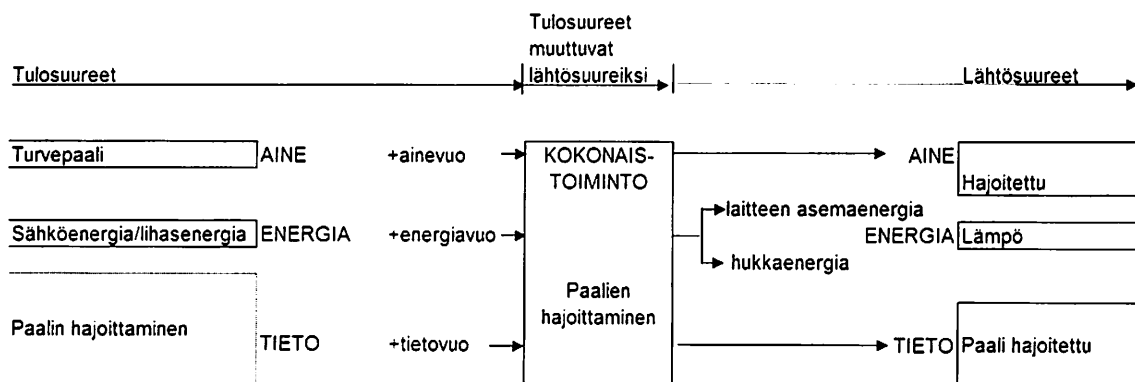 Tulosuureet
muuttuvat
Tulosuureet lähtösuureiksi Lähtösuureet
Turvepaali AINE +ainevuo KOKONAIS-
TOIMINTO AINE
Hajoitettu
laitteen asemaenergia
Sähköenergia/lihasenergia ENERGIA +energiavuo ENERGIA Lämpö
hukkaenergia
Paalien
hajoittaminen
Paalin hajoittaminen
TIETO +tietovuo TIETO Paali hajoitettu